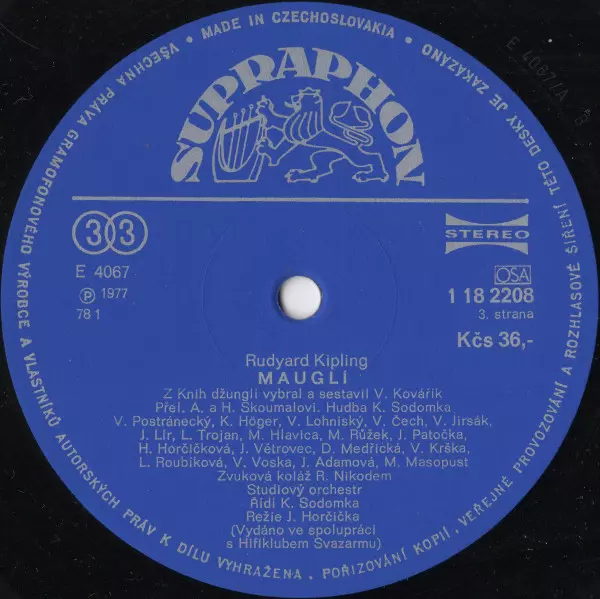 VŠECHNA PRÁVA GRAMOFONOVÉHO VÝROBCE A VLASTNÍKŮ AUTORSKÝCH PRÁV K DÍLU VYHRAŽENA . POŘIZOVÁNÍ KOPIÍ, VEŘEJNÉ PROVOZOVÁNÍ A ROZHLASOVÉ ŠÍŘENÍ TÉTO DESKY JE ZAKÁZÁNO • MADE IN CZECHOSLOVAKIA •
E 4067/A
SUPRAPHON
33
STEREO
E 4067
OSA
Ⓟ 1977
1 18 2208
78 1
3. strana
Kčs 36,-
Rudyard Kipling
MAUGLÍ
Z Knih džunglí vybral a sestavil V. Kovářík
Přel. A. a H. Skoumalovi. Hudba K. Sodomka
V. Postránecký, K. Höger, V. Lohniský, V. Čech, V. Jirsák,
J. Lír, L. Trojan, M. Hlavica, M. Růžek, J. Patočka,
H. Horčičková, J. Větrovec, D. Medřická, V. Krška,
L. Roubíková, V. Voska, J. Adamová, M. Masopust
Zvuková koláž R. Nikodem
Studiový orchestr
Řídí K. Sodomka
Režie J. Horčička
(Vydáno ve spolupráci
s Hifiklubem Svazarmu)